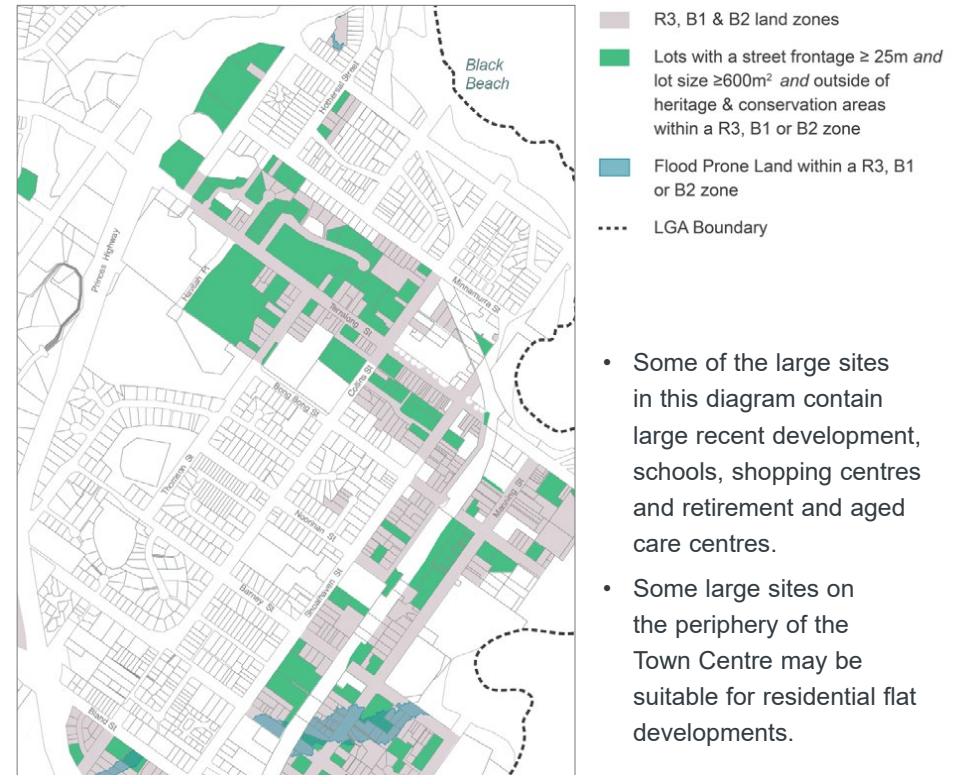 Black
Beach
Hothersal Street
Princes Highway
Havilah Pl
Minnamurra St
Terralong St
Collins St
Bong Bong St
Thomson St
Manning St
Noorinan St
Shoalhaven St
Barney St
Bland St
R3, B1 & B2 land zones
Lots with a street frontage ≥ 25m and
lot size ≥600m² and outside of
heritage & conservation areas
within a R3, B1 or B2 zone
Flood Prone Land within a R3, B1
or B2 zone
LGA Boundary
• Some of the large sites
in this diagram contain
large recent development,
schools, shopping centres
and retirement and aged
care centres.
• Some large sites on
the periphery of the
Town Centre may be
suitable for residential flat
developments.